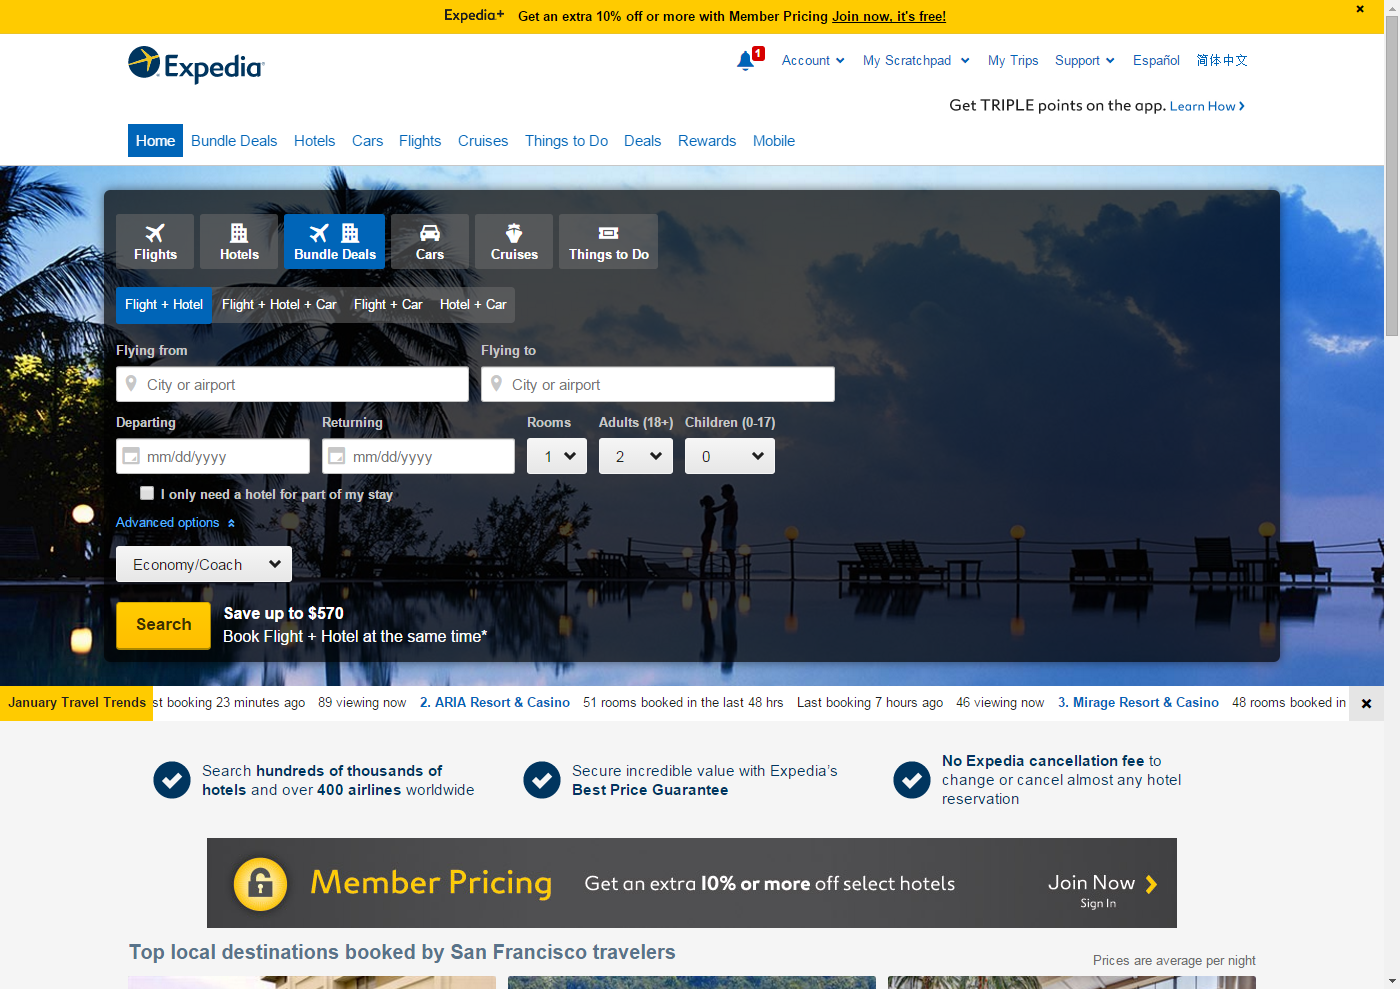 Expedia+ Get an extra 10% off or more with Member Pricing Join now, it's free!
Expedia
1 Account My Scratchpad My Trips Support Español 简体中文
Get TRIPLE points on the app. Learn How
Home Bundle Deals Hotels Cars Flights Cruises Things to Do Deals Rewards Mobile
Flights Hotels Bundle Deals Cars Cruises Things to Do
Flight + Hotel Flight + Hotel + Car Flight + Car Hotel + Car
Flying from Flying to
City or airport City or airport
Departing Returning Rooms Adults (18+) Children (0-17)
mm/dd/yyyy mm/dd/yyyy 1 2 0
I only need a hotel for part of my stay
Advanced options
Economy/Coach
Search
Save up to $570
Book Flight + Hotel at the same time*
January Travel Trends st booking 23 minutes ago 89 viewing now 2. ARIA Resort & Casino 51 rooms booked in the last 48 hrs Last booking 7 hours ago 46 viewing now 3. Mirage Resort & Casino 48 rooms booked in
Search hundreds of thousands of
hotels and over 400 airlines worldwide
Secure incredible value with Expedia's
Best Price Guarantee
No Expedia cancellation fee to
change or cancel almost any hotel
reservation
Member Pricing Get an extra 10% or more off select hotels Join Now
Sign In
Top local destinations booked by San Francisco travelers
Prices are average per night